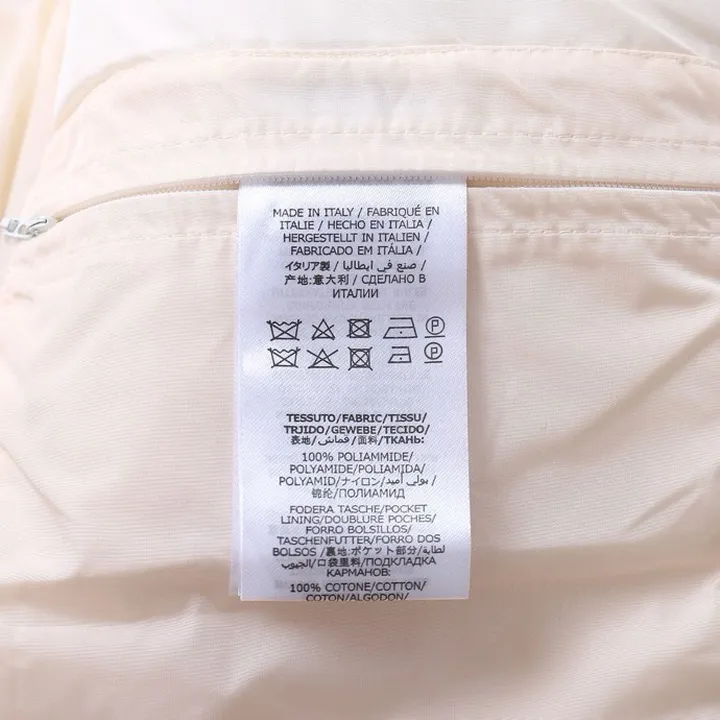 MADE IN ITALY / FABRIQUÉ EN
ITALIE / HECHO EN ITALIA /
HERGESTELLT IN ITALIEN /
FABRICADO EM ITÁLIA /
イタリア製 / صنع في ايطاليا /
产地:意大利 / СДЕЛАНО В
ИТАЛИИ
P
P
TESSUTO/FABRIC/TISSU/
TRJIDO/GEWEBE/TECIDO/
表地/قماش/面料/ТКАНЬ:
100% POLIAMMIDE/
POLYAMIDE/POLIAMIDA/
POLYAMID/ナイロン/بولي أميد/
锦纶/ПОЛИАМИД
FODERA TASCHE/POCKET
LINING/DOUBLURE POCHES/
FORRO BOLSILLOS/
TASCHENFUTTER/FORRO DOS
BOLSOS /裏地:ポケット部分/لطابة
الجيوب/口袋里料/ПОДКЛАДКА
КАРМАНОВ:
100% COTONE/COTTON/
COTON/ALGODON/